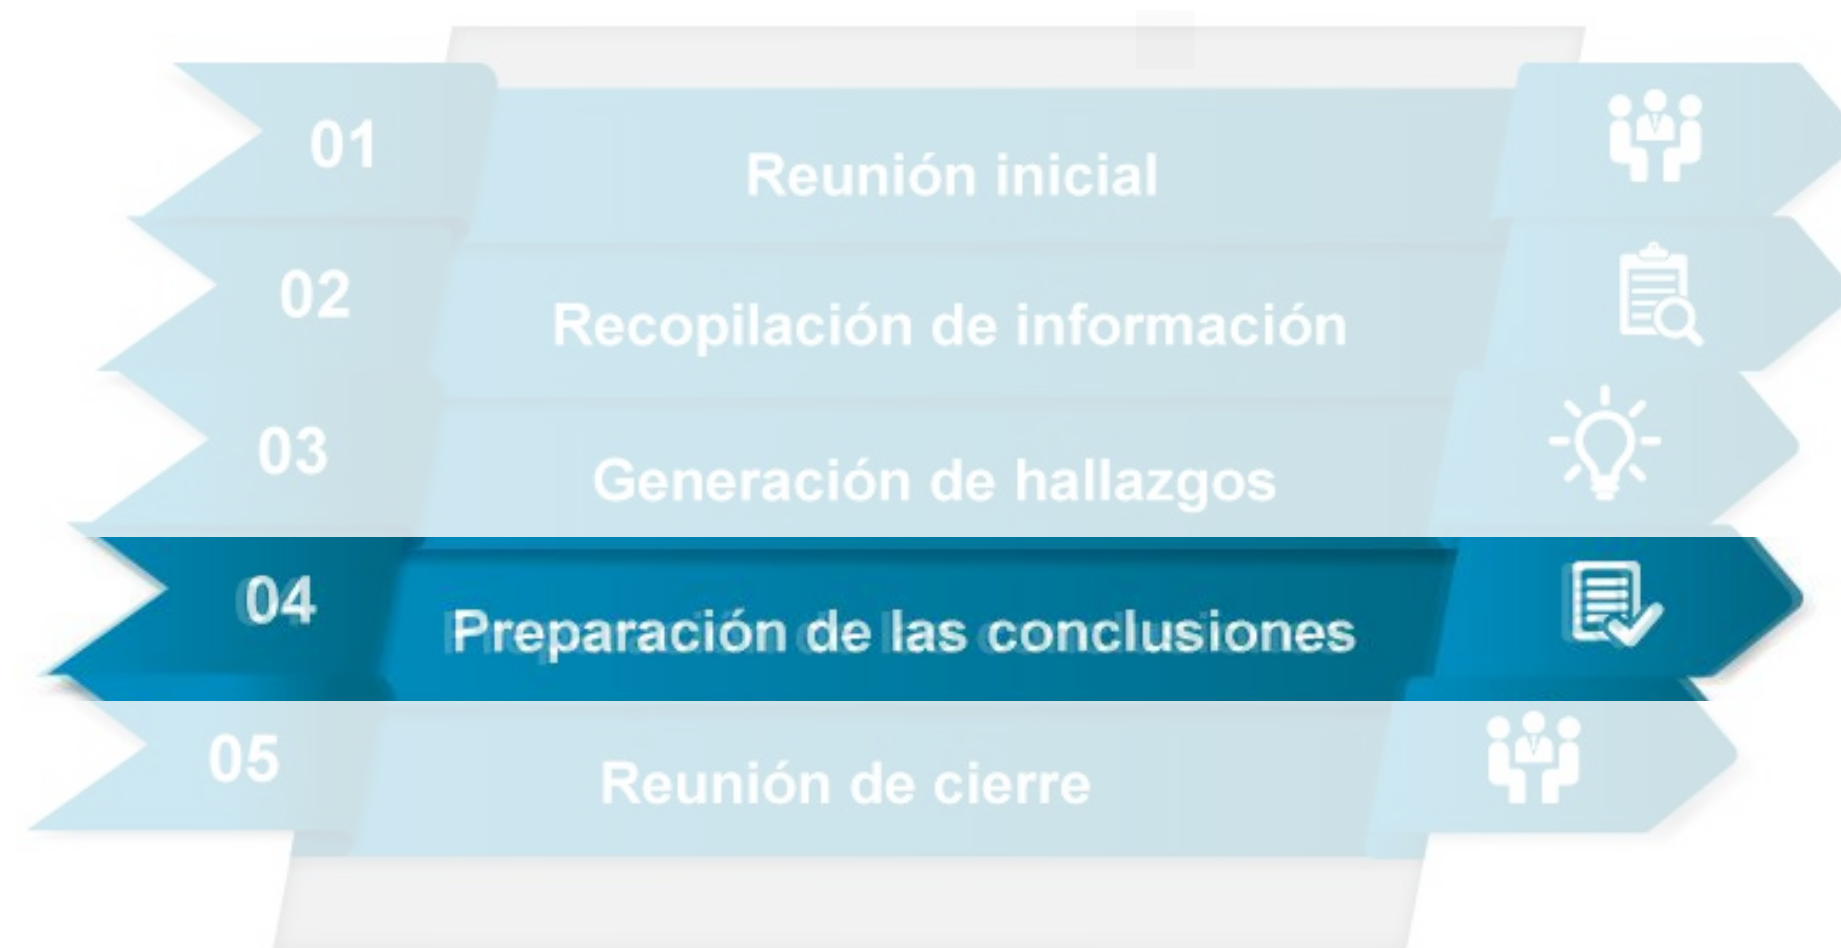 01
Reunión inicial
02
Recopilación de información
03
Generación de hallazgos
04
Preparación de las conclusiones
05
Reunión de cierre